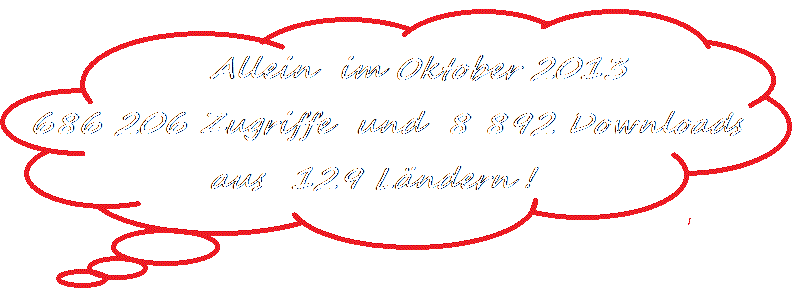 Allein im Oktober 2013
686 206 Zugriffe und 8 892 Downloads
aus 129 Ländern !